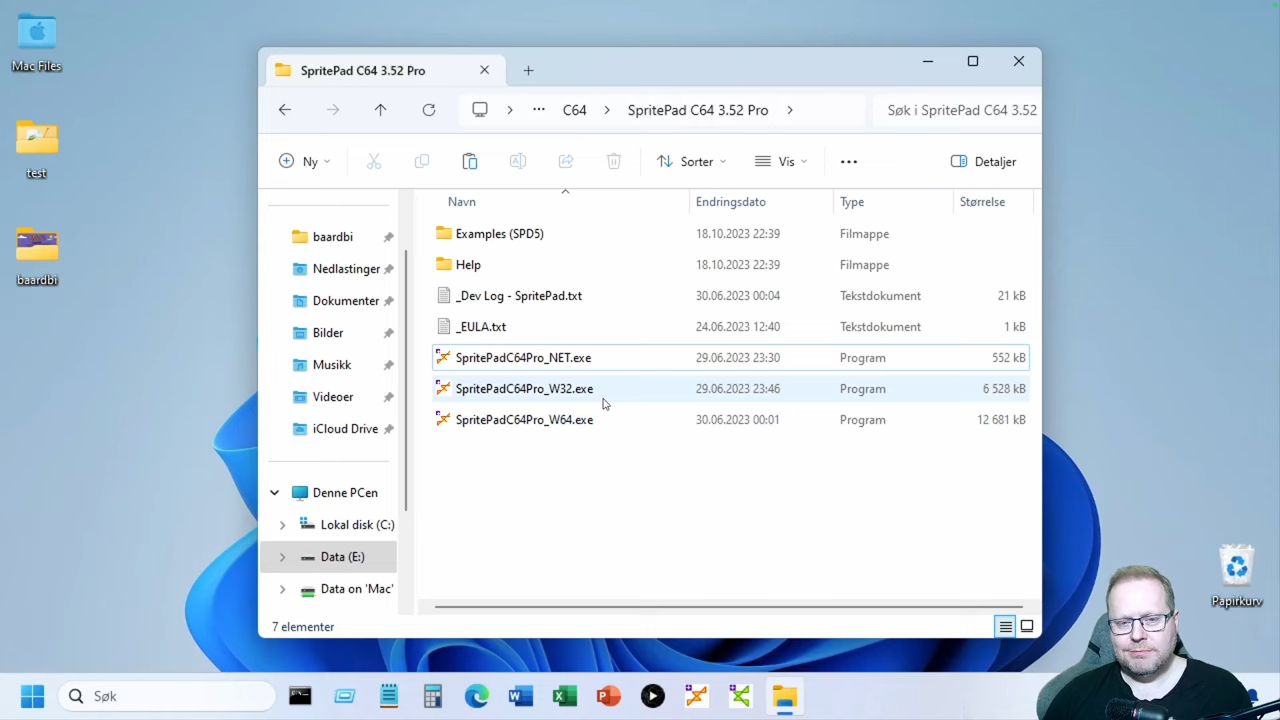 Mac Files
test
baardbi
SpritePad C64 3.52 Pro
C64
SpritePad C64 3.52 Pro
Søk i SpritePad C64 3.52
Ny
Sorter
Vis
Detaljer
Navn
Endringsdato
Type
Størrelse
baardbi
Nedlastinger
Dokumenter
Bilder
Musikk
Videoer
iCloud Drive
Denne PCen
Lokal disk (C:)
Data (E:)
Data on 'Mac'
Examples (SPD5) 18.10.2023 22:39 Filmappe
Help 18.10.2023 22:39 Filmappe
_Dev Log - SpritePad.txt 30.06.2023 00:04 Tekstdokument 21 kB
_EULA.txt 24.06.2023 12:40 Tekstdokument 1 kB
SpritePadC64Pro_NET.exe 29.06.2023 23:30 Program 552 kB
SpritePadC64Pro_W32.exe 29.06.2023 23:46 Program 6 528 kB
SpritePadC64Pro_W64.exe 30.06.2023 00:01 Program 12 681 kB
7 elementer
Papirkurv
Søk